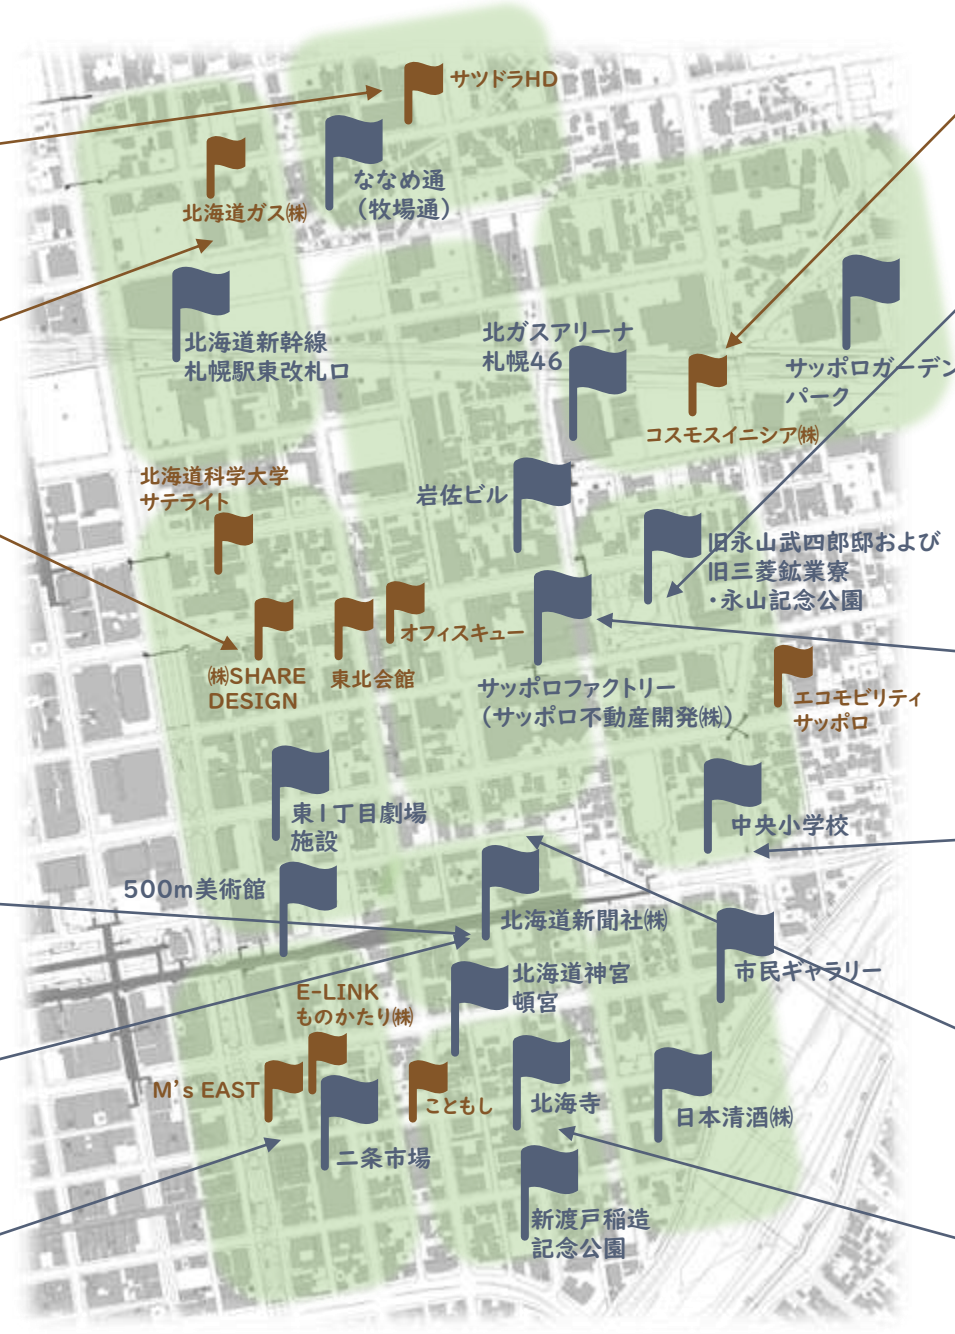 サツドラHD
ななめ通
（牧場通）
北海道ガス㈱
北海道新幹線
札幌駅東改札口
北ガスアリーナ
札幌46
サッポロガーデン
パーク
コスモスイニシア㈱
北海道科学大学
サテライト
岩佐ビル
旧永山武四郎邸および
旧三菱鉱業寮
・永山記念公園
オフィスキュー
㈱SHARE
DESIGN
東北会館
サッポロファクトリー
（サッポロ不動産開発㈱）
エコモビリティ
サッポロ
東1丁目劇場
施設
中央小学校
500m美術館
北海道新聞社㈱
市民ギャラリー
北海道神宮
頓宮
E-LINK
ものかたり㈱
M's EAST
こともし
北海寺
日本清酒㈱
二条市場
新渡戸稲造
記念公園